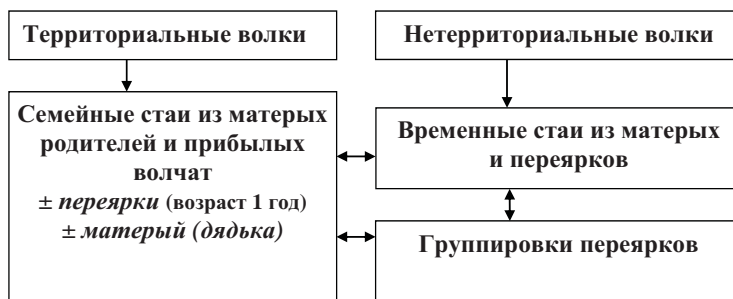 Территориальные волки
Нетерриториальные волки
Семейные стаи из матерых
родителей и прибылых
волчат
± переярки (возраст 1 год)
± матерый (дядька)
Временные стаи из матерых
и переярков
Группировки переярков